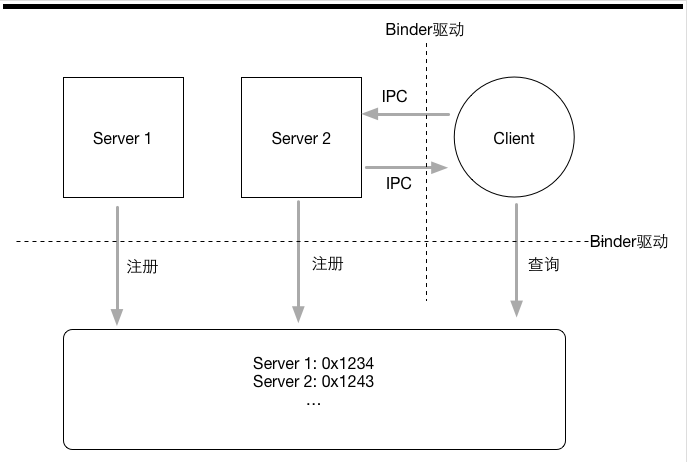 Binder驱动
IPC
Server 1
Server 2
Client
IPC
Binder驱动
注册
注册
查询
Server 1: 0x1234
Server 2: 0x1243
...